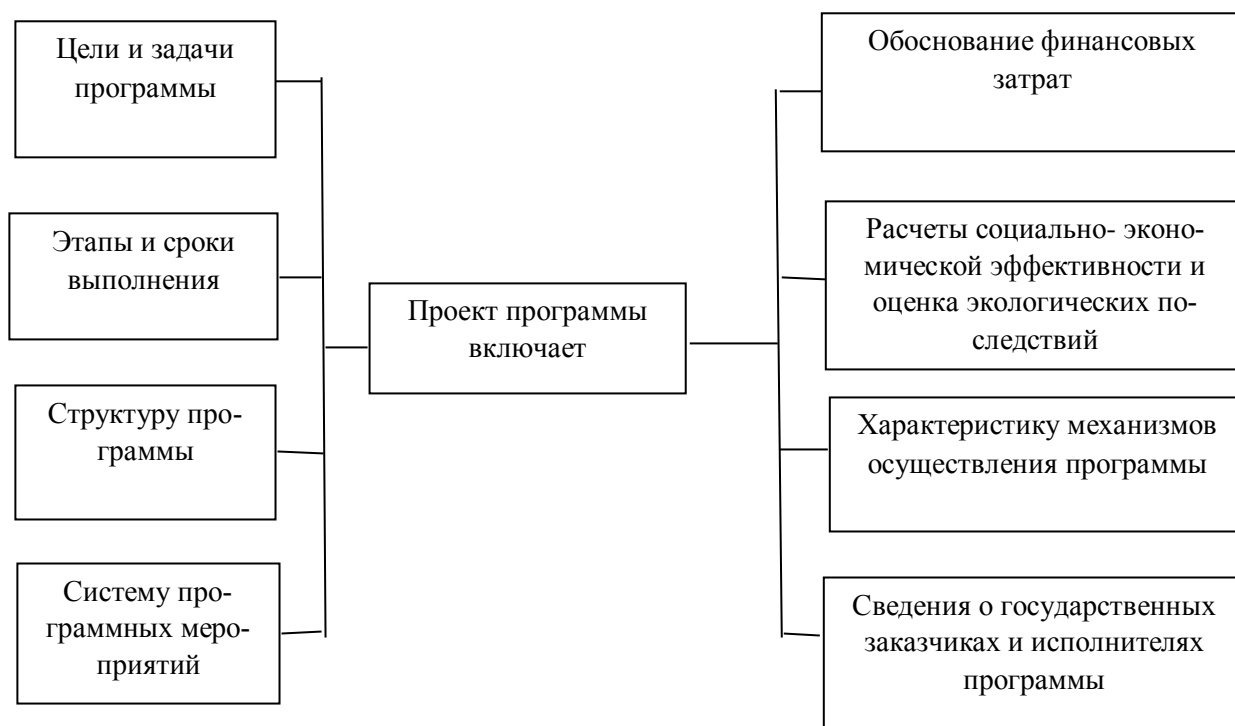 Цели и задачи
программы
Этапы и сроки
выполнения
Структуру про-
граммы
Систему про-
граммных меро-
приятий
Проект программы
включает
Обоснование финансовых
затрат
Расчеты социально- эконо-
мической эффективности и
оценка экологических по-
следствий
Характеристику механизмов
осуществления программы
Сведения о государственных
заказчиках и исполнителях
программы